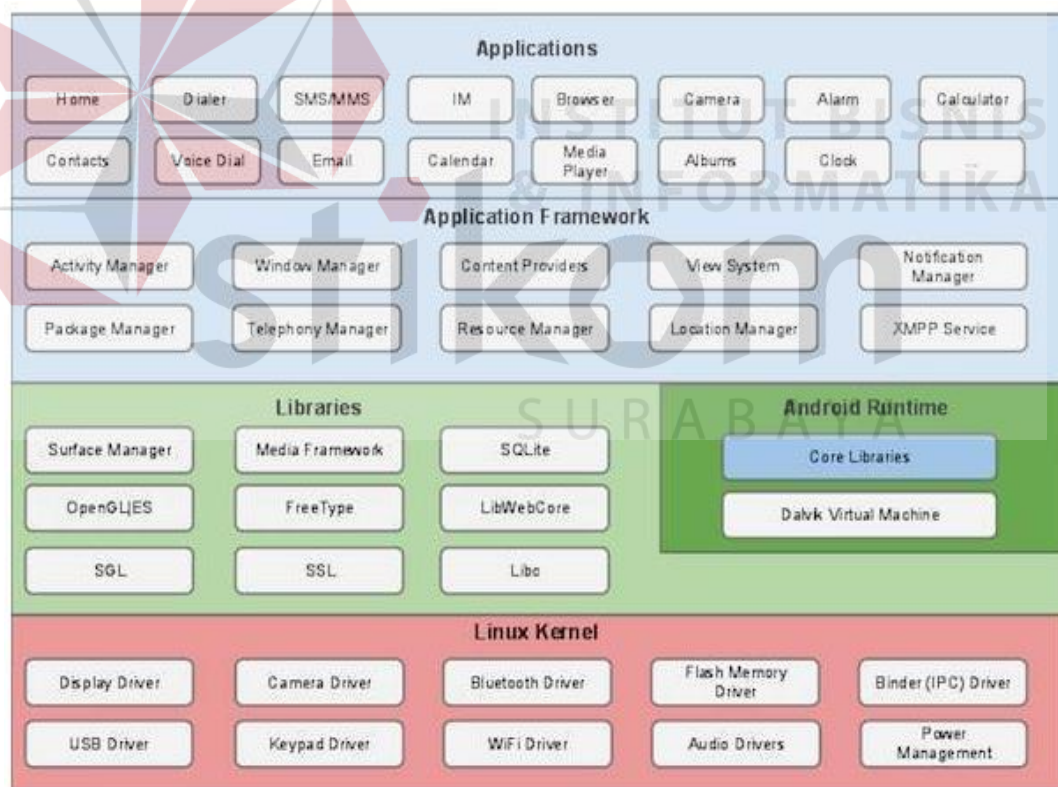 Applications
Home Dialer SMS/MMS IM Browser Camera Alarm Calculator
Contacts Voice Dial Email Calendar Media Player Albums Clock ...
Application Framework
Activity Manager Window Manager Content Providers View System Notification Manager
Package Manager Telephony Manager Resource Manager Location Manager XMPP Service
Libraries Android Runtime
Surface Manager Media Framework SQLite Core Libraries
OpenGL|ES FreeType LibWebCore Dalvik Virtual Machine
SGL SSL Libc
Linux Kernel
Display Driver Camera Driver Bluetooth Driver Flash Memory Driver Binder (IPC) Driver
USB Driver Keypad Driver WiFi Driver Audio Drivers Power Management
INSTITUT BISNIS
& INFORMATIKA
stikom
SURABAYA